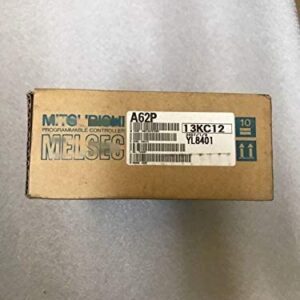 MITSUBISHI
PROGRAMMABLE CONTROLLER
MELSEC
A62P
13KC12
YL8401
10